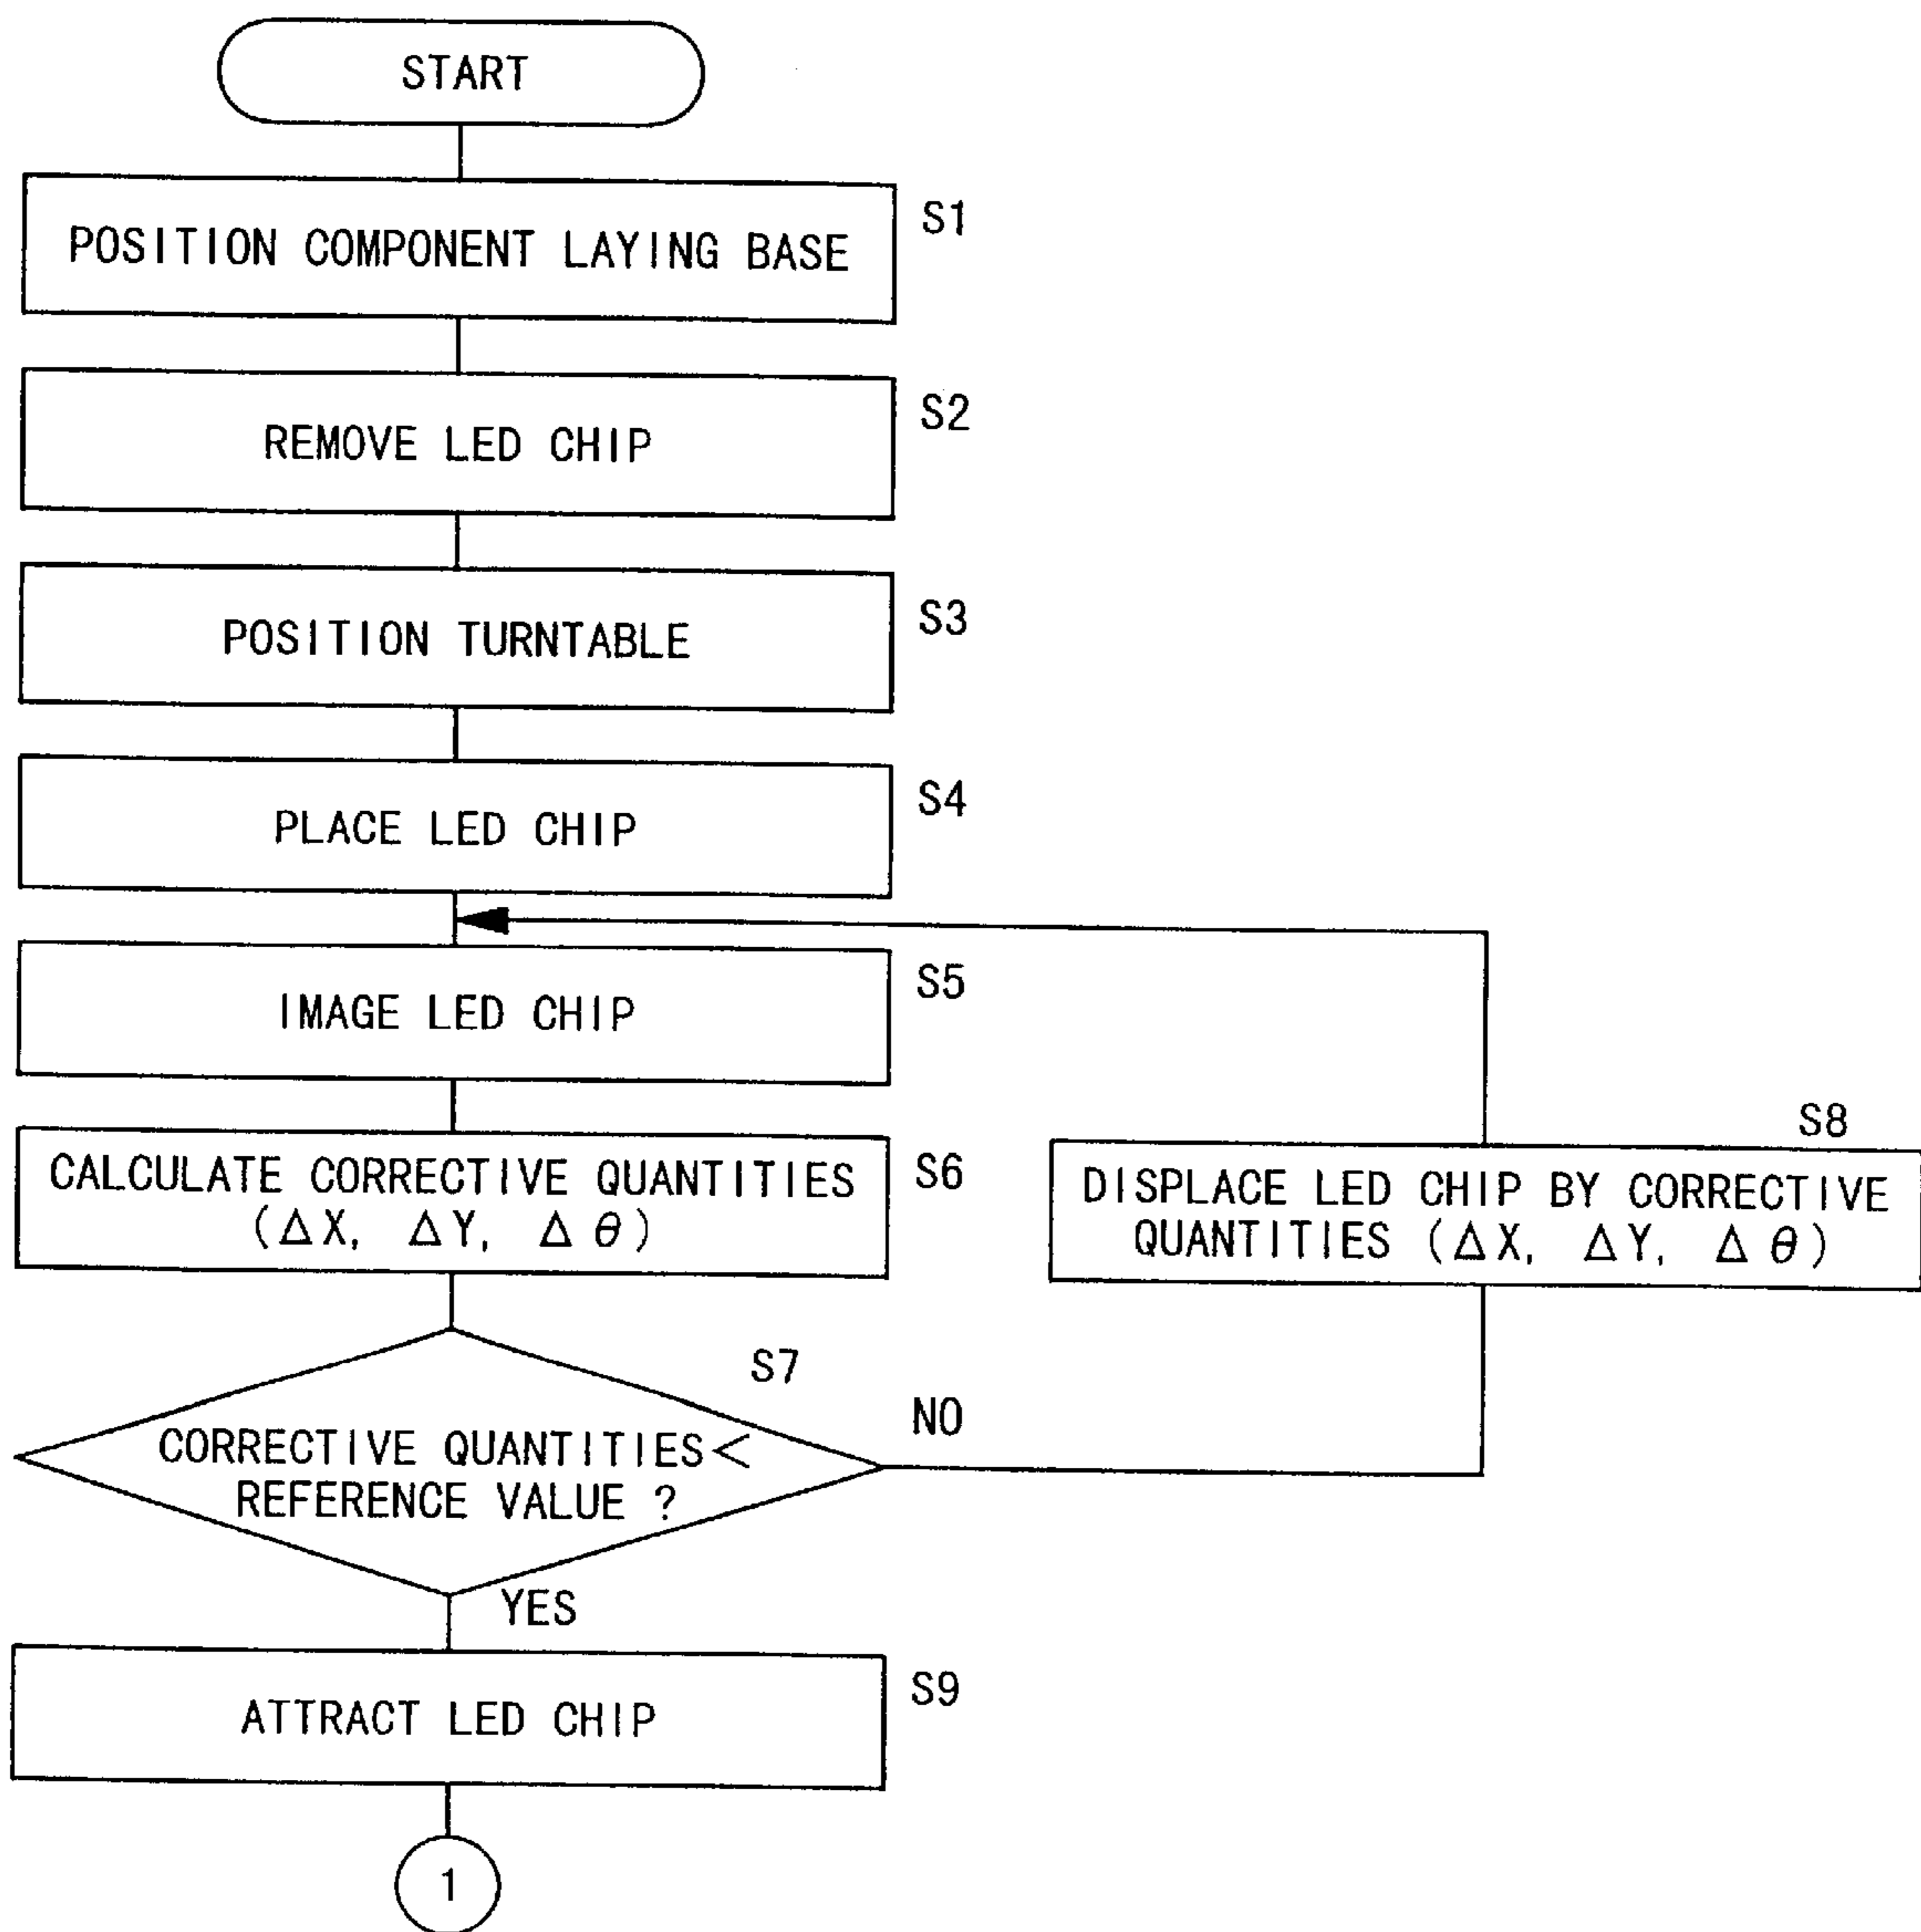 START
POSITION COMPONENT LAYING BASE
S1
REMOVE LED CHIP
S2
POSITION TURNTABLE
S3
PLACE LED CHIP
S4
IMAGE LED CHIP
S5
CALCULATE CORRECTIVE QUANTITIES
(ΔX, ΔY, Δθ)
S6
S8
DISPLACE LED CHIP BY CORRECTIVE
QUANTITIES (ΔX, ΔY, Δθ)
S7
CORRECTIVE QUANTITIES<
REFERENCE VALUE ?
NO
YES
ATTRACT LED CHIP
S9
1